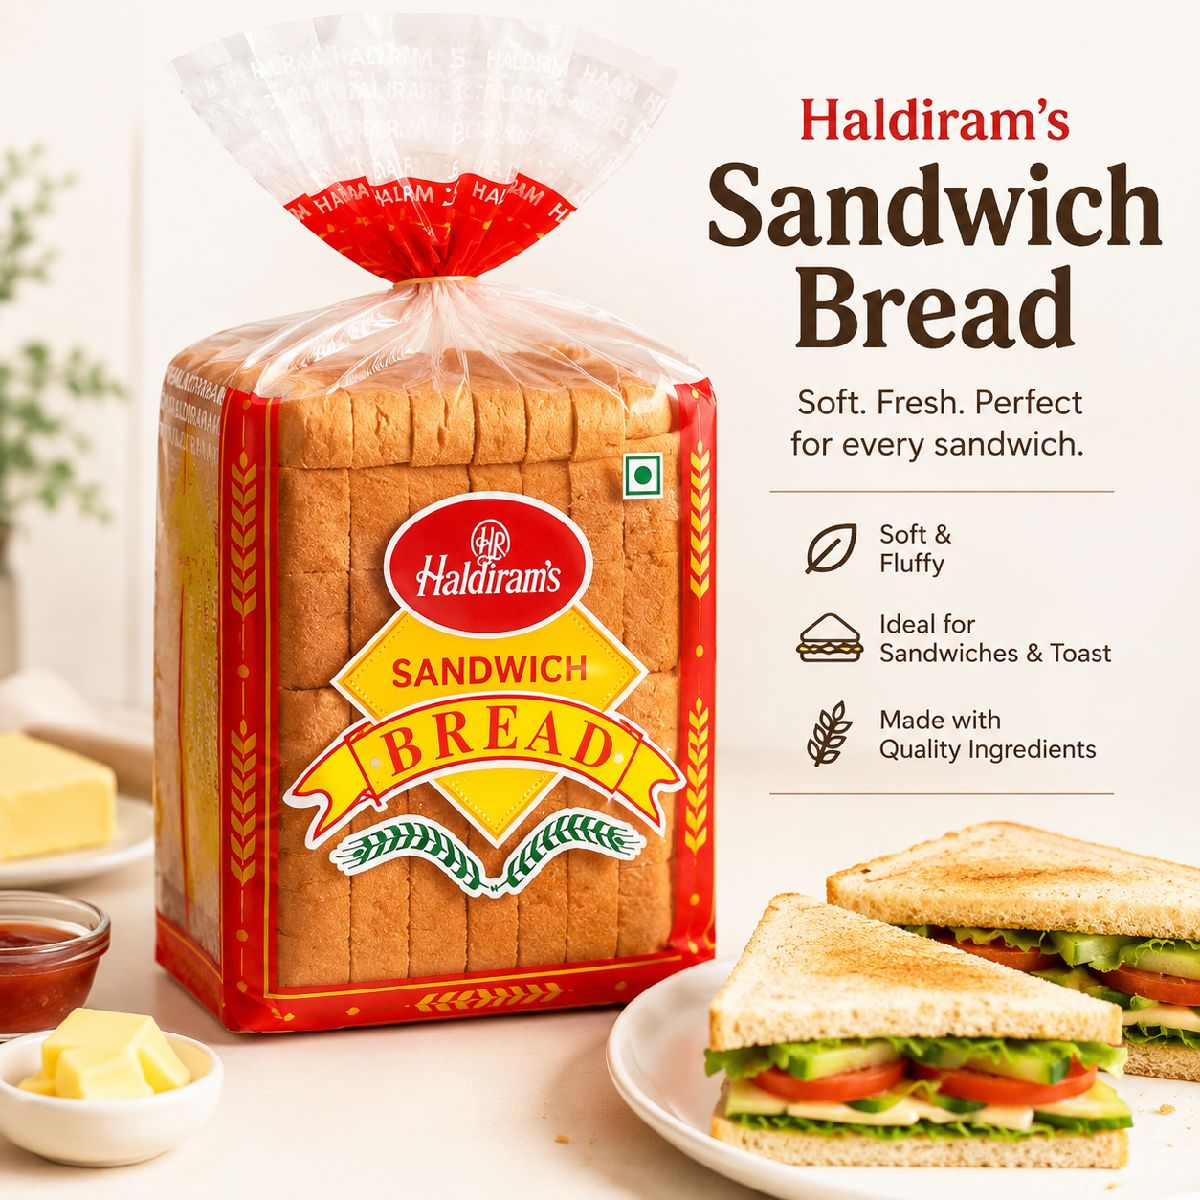 Haldiram's
Sandwich
Bread
Soft. Fresh. Perfect
for every sandwich.
Soft &
Fluffy
Ideal for
Sandwiches & Toast
Made with
Quality Ingredients
HR
Haldiram's
SANDWICH
BREAD